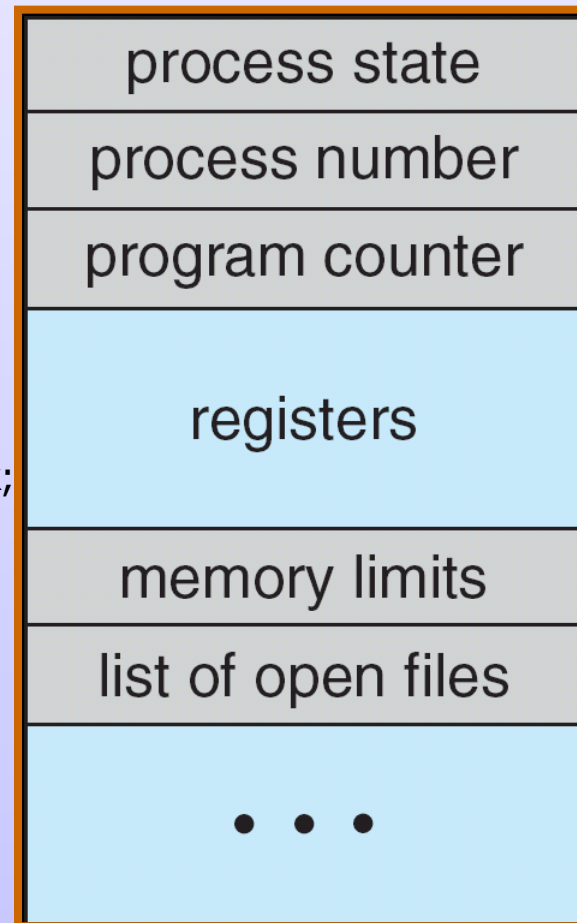 process state
process number
program counter
registers
;
memory limits
list of open files
• • •